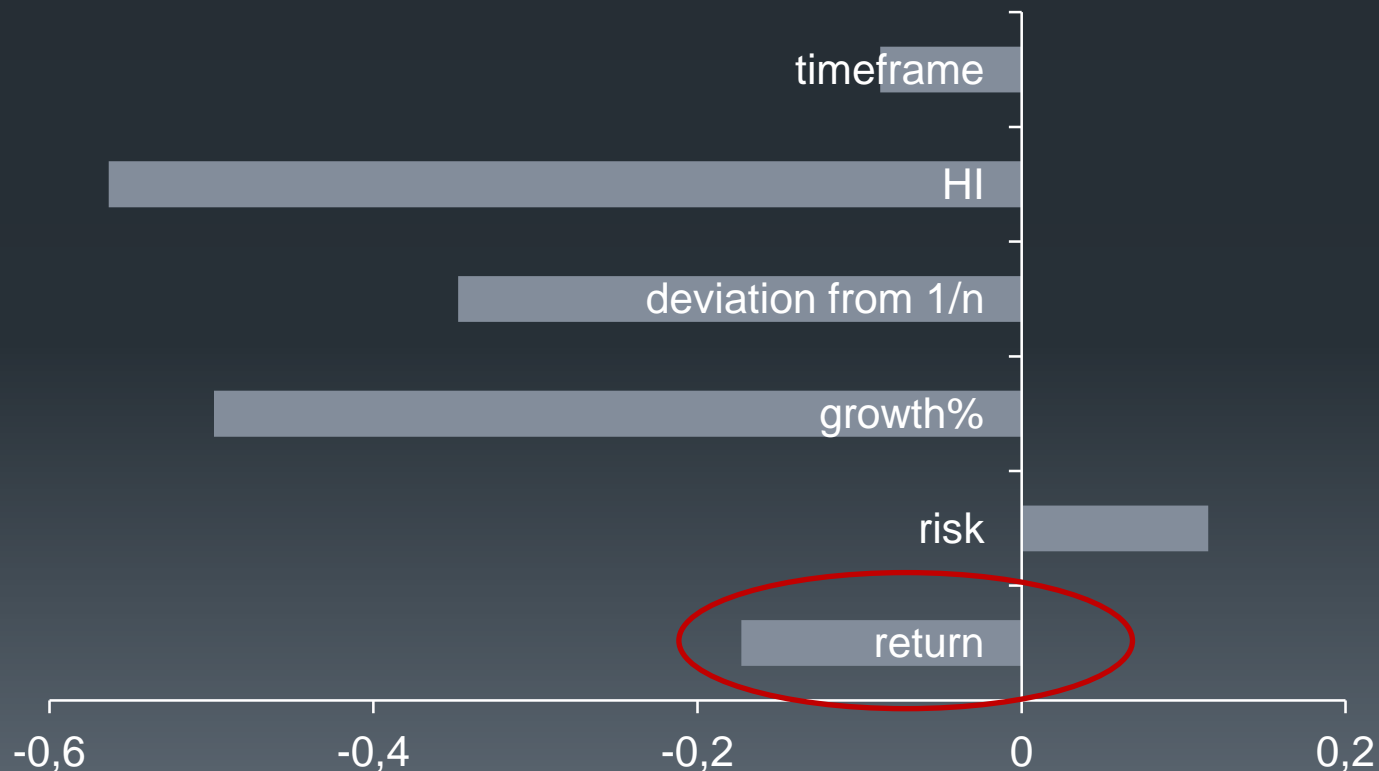 timeframe
HI
deviation from 1/n
growth%
risk
return
-0,6 -0,4 -0,2 0 0,2